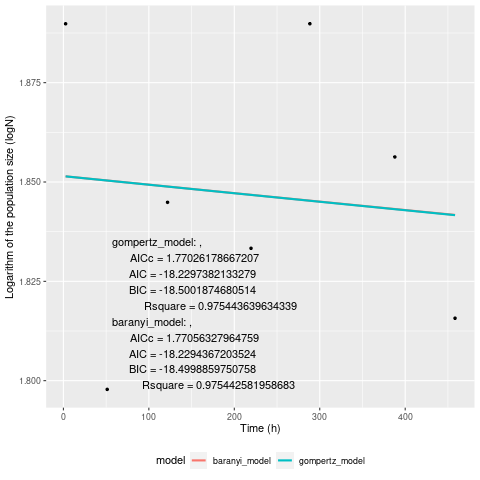 Logarithm of the population size (logN)
1.875
1.850
1.825
1.800
gompertz_model: ,
AICc = 1.77026178667207
AIC = -18.2297382133279
BIC = -18.5001874680514
Rsquare = 0.975443639634339
baranyi_model: ,
AICc = 1.77056327964759
AIC = -18.2294367203524
BIC = -18.4998859750758
Rsquare = 0.975442581958683
0 100 200 300 400
Time (h)
model baranyi_model gompertz_model